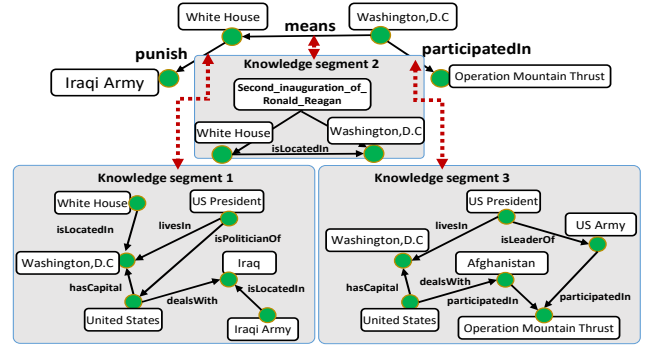 White House
means
Washington,D.C
punish
participatedIn
Iraqi Army
Operation Mountain Thrust
Knowledge segment 2
Second_inauguration_of_
Ronald_Reagan
White House
Washington,D.C
isLocatedIn
Knowledge segment 1
White House
US President
isLocatedIn
livesIn
isPoliticianOf
Washington,D.C
Iraq
hasCapital
dealsWith
isLocatedIn
United States
Iraqi Army
Knowledge segment 3
US President
livesIn
US Army
isLeaderOf
Washington,D.C
Afghanistan
hasCapital
dealsWith
participatedIn
participatedIn
United States
Operation Mountain Thrust